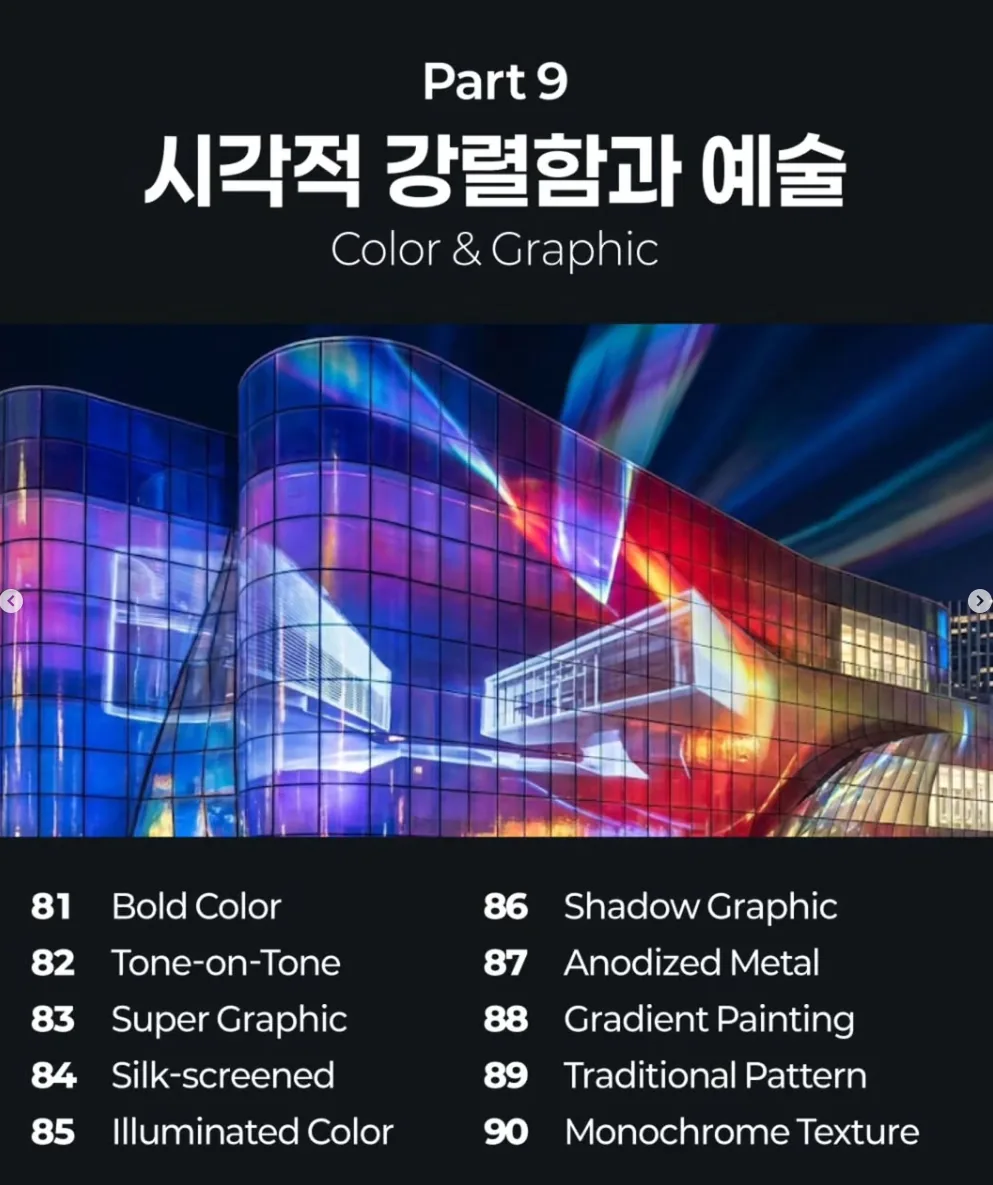 Part 9
시각적 강렬함과 예술
Color & Graphic
81 Bold Color
82 Tone-on-Tone
83 Super Graphic
84 Silk-screened
85 Illuminated Color
86 Shadow Graphic
87 Anodized Metal
88 Gradient Painting
89 Traditional Pattern
90 Monochrome Texture